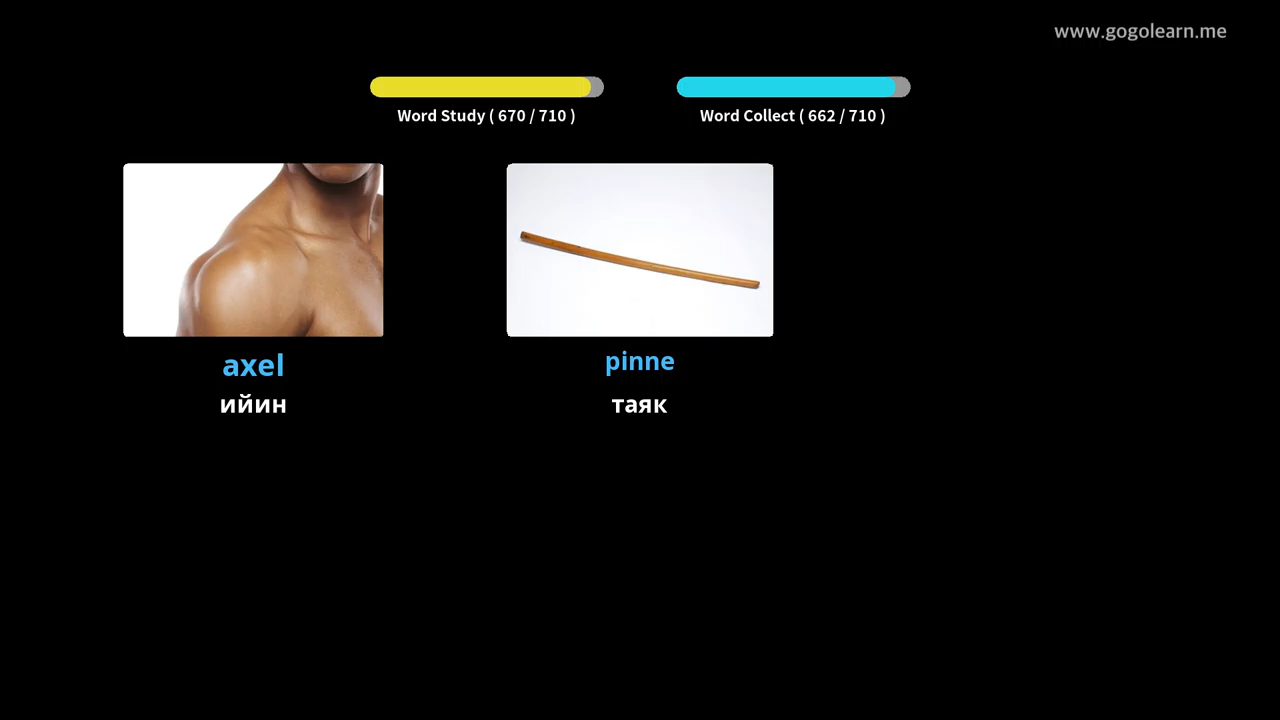 www.gogolearn.me
Word Study ( 670 / 710 )
Word Collect ( 662 / 710 )
axel
ийин
pinne
таяк